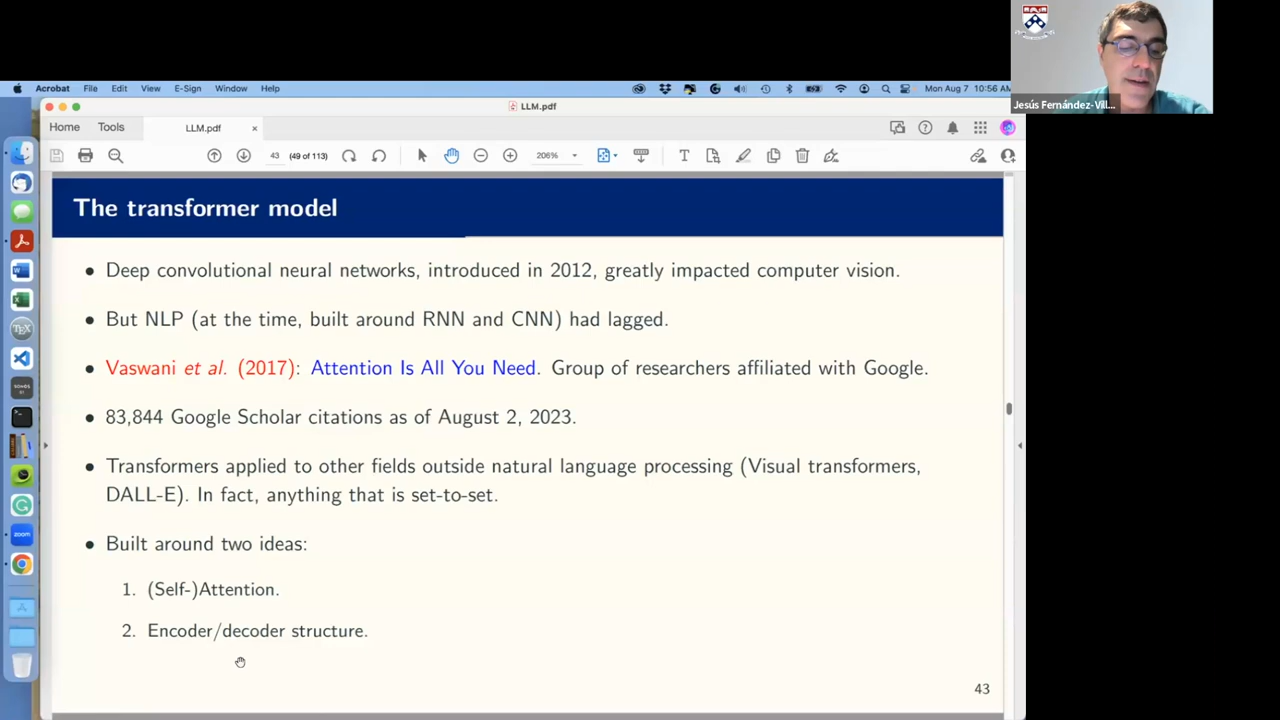 Acrobat File Edit View E-Sign Window Help Mon Aug 7 10:56 AM
Jesús Fernández-Vill...
LLM.pdf
Home Tools LLM.pdf ×
43 (49 of 113) 206%
The transformer model
• Deep convolutional neural networks, introduced in 2012, greatly impacted computer vision.
• But NLP (at the time, built around RNN and CNN) had lagged.
• Vaswani et al. (2017): Attention Is All You Need. Group of researchers affiliated with Google.
• 83,844 Google Scholar citations as of August 2, 2023.
• Transformers applied to other fields outside natural language processing (Visual transformers,
DALL-E). In fact, anything that is set-to-set.
• Built around two ideas:
1. (Self-)Attention.
2. Encoder/decoder structure.
43
TEX
zoom